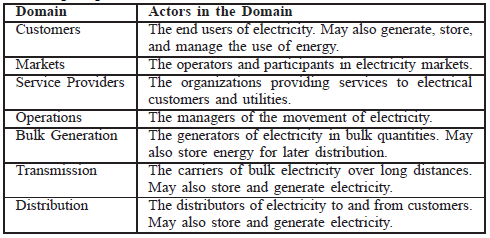 Domain Actors in the Domain
Customers The end users of electricity. May also generate, store,
and manage the use of energy.
Markets The operators and participants in electricity markets.
Service Providers The organizations providing services to electrical
customers and utilities.
Operations The managers of the movement of electricity.
Bulk Generation The generators of electricity in bulk quantities. May
also store energy for later distribution.
Transmission The carriers of bulk electricity over long distances.
May also store and generate electricity.
Distribution The distributors of electricity to and from customers.
May also store and generate electricity.